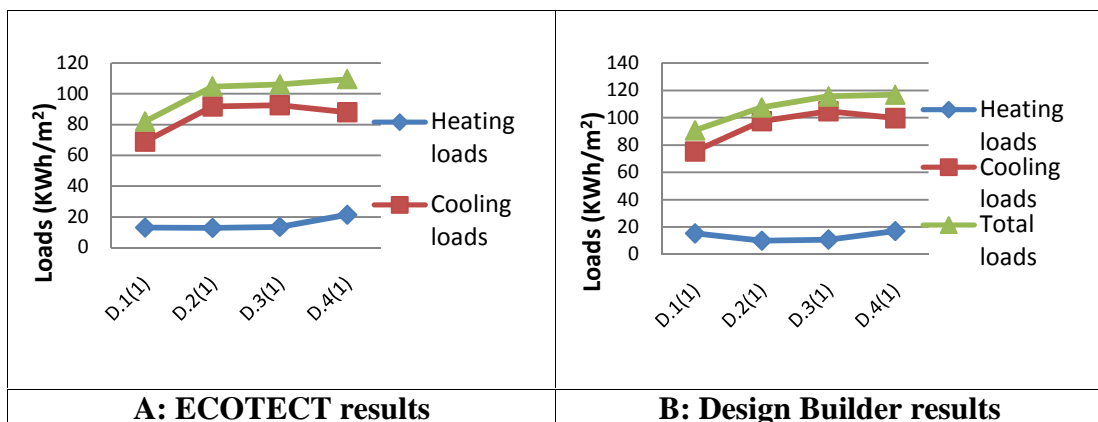 Loads (KWh/m²)
120
100
80
60
40
20
0
D.1(1)
D.2(1)
D.3(1)
D.4(1)
Heating
loads
Cooling
loads
A: ECOTECT results
Loads (KWh/m²)
140
120
100
80
60
40
20
0
D.1(1)
D.2(1)
D.3(1)
D.4(1)
Heating
loads
Cooling
loads
Total
loads
B: Design Builder results